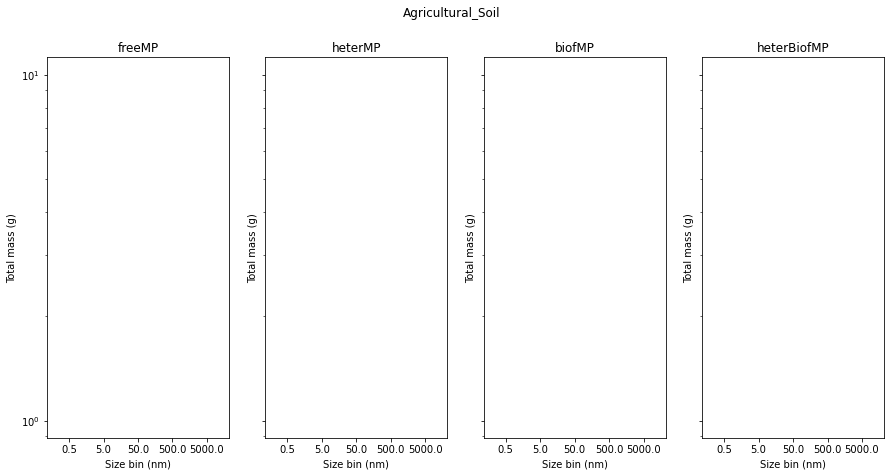 Agricultural_Soil
freeMP
heterMP
biofMP
heterBiofMP
10¹
10⁰
Total mass (g)
Total mass (g)
Total mass (g)
Total mass (g)
0.5 5.0 50.0 500.0 5000.0
0.5 5.0 50.0 500.0 5000.0
0.5 5.0 50.0 500.0 5000.0
0.5 5.0 50.0 500.0 5000.0
Size bin (nm)
Size bin (nm)
Size bin (nm)
Size bin (nm)